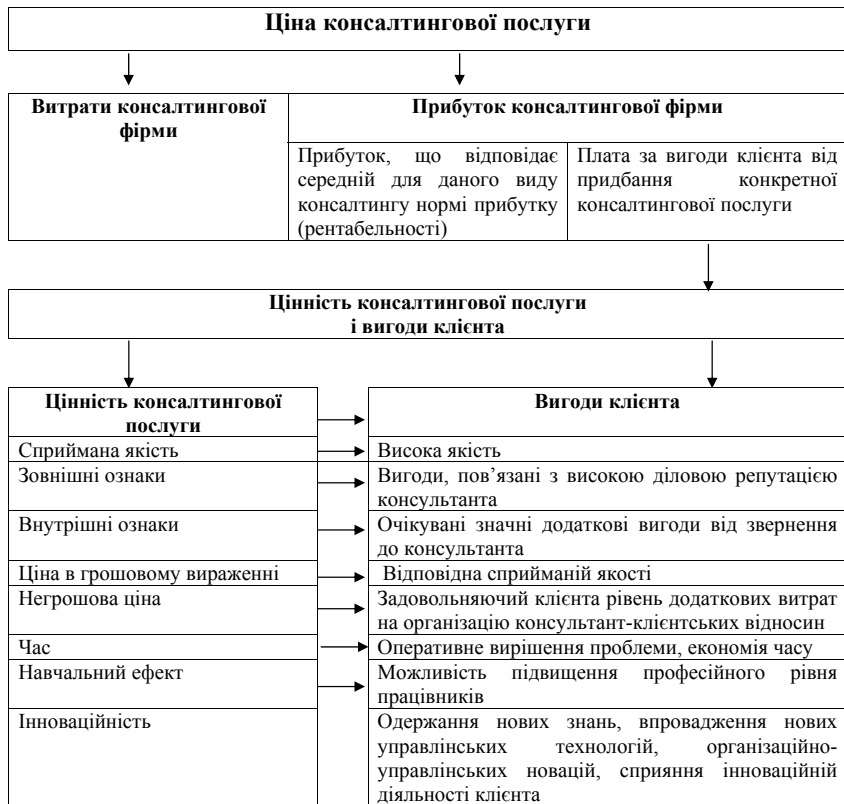 Ціна консалтингової послуги
Витрати консалтингової
фірми
Прибуток консалтингової фірми
Прибуток, що відповідає
середній для даного виду
консалтингу нормі прибутку
(рентабельності)
Плата за вигоди клієнта від
придбання конкретної
консалтингової послуги
Цінність консалтингової послуги
і вигоди клієнта
Цінність консалтингової
послуги
Вигоди клієнта
Сприймана якість
Висока якість
Зовнішні ознаки
Вигоди, пов’язані з високою діловою репутацією
консультанта
Внутрішні ознаки
Очікувані значні додаткові вигоди від звернення
до консультанта
Ціна в грошовому вираженні
Відповідна сприйманій якості
Негрошова ціна
Задовольняючий клієнта рівень додаткових витрат
на організацію консультант-клієнтських відносин
Час
Оперативне вирішення проблеми, економія часу
Навчальний ефект
Можливість підвищення професійного рівня
працівників
Інноваційність
Одержання нових знань, впровадження нових
управлінських технологій, організаційно-
управлінських новацій, сприяння інноваційній
діяльності клієнта